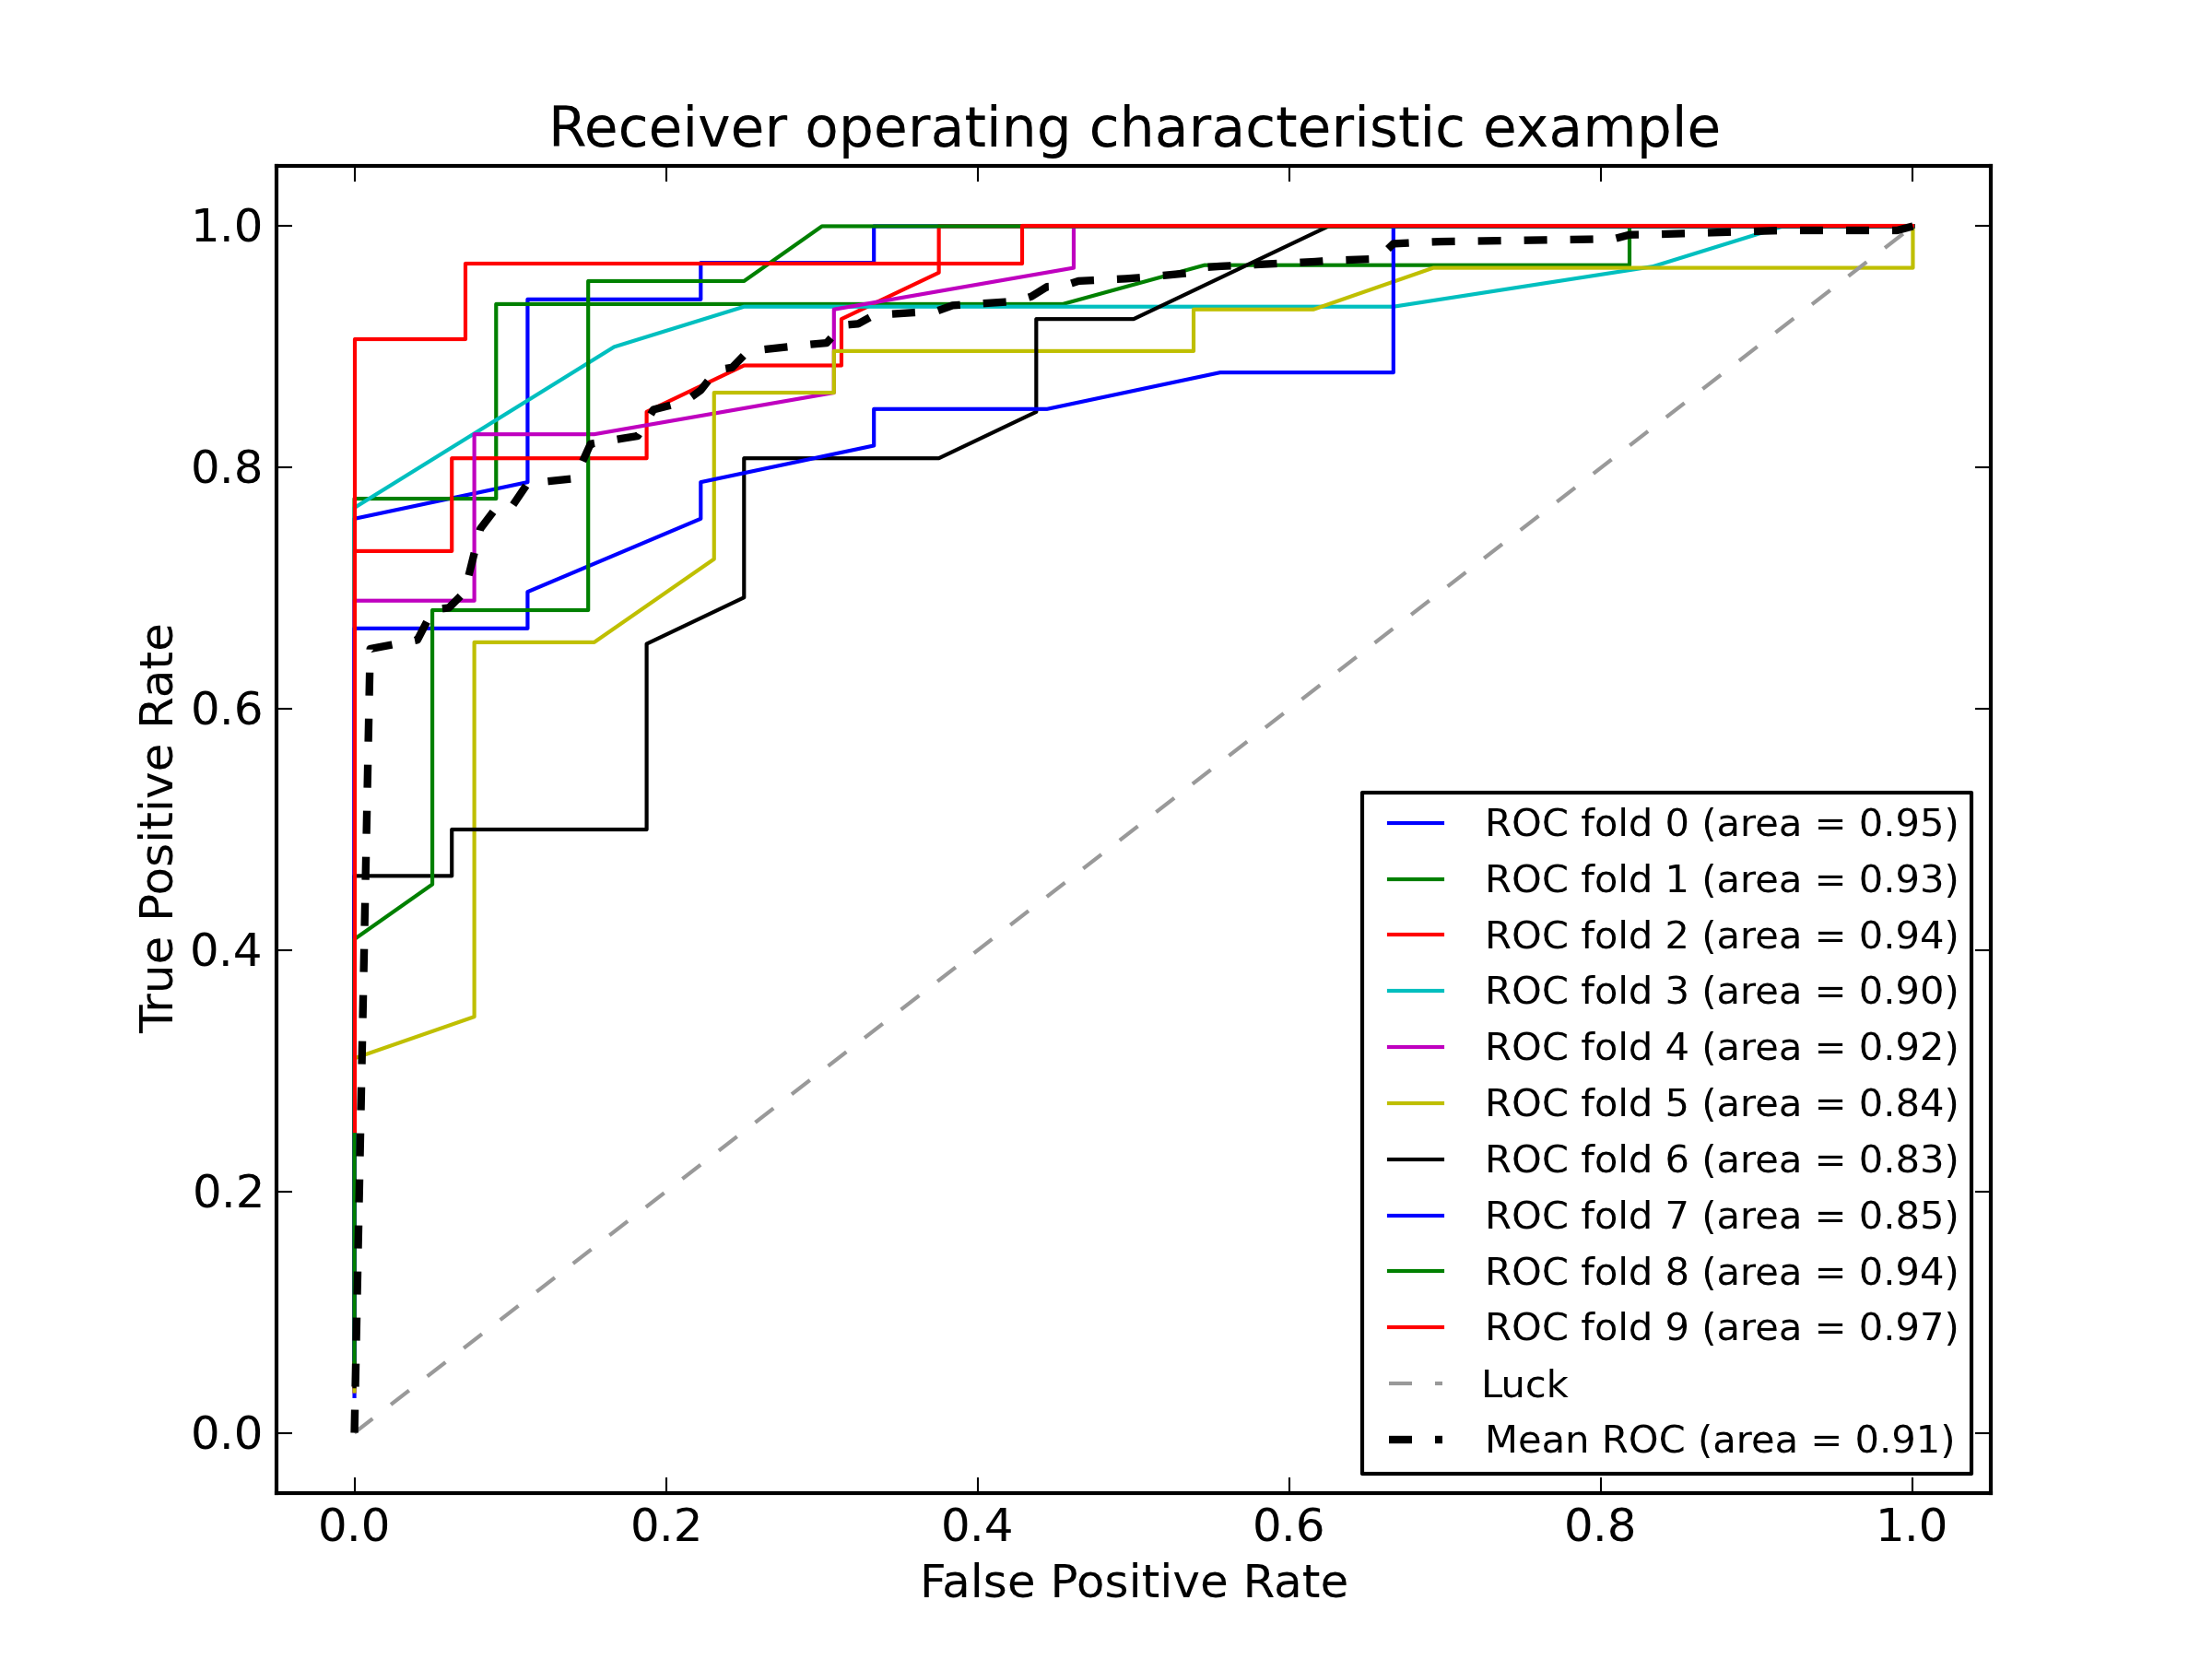 Receiver operating characteristic example
1.0
0.8
0.6
0.4
0.2
0.0
True Positive Rate
ROC fold 0 (area = 0.95)
ROC fold 1 (area = 0.93)
ROC fold 2 (area = 0.94)
ROC fold 3 (area = 0.90)
ROC fold 4 (area = 0.92)
ROC fold 5 (area = 0.84)
ROC fold 6 (area = 0.83)
ROC fold 7 (area = 0.85)
ROC fold 8 (area = 0.94)
ROC fold 9 (area = 0.97)
Luck
Mean ROC (area = 0.91)
0.0 0.2 0.4 0.6 0.8 1.0
False Positive Rate